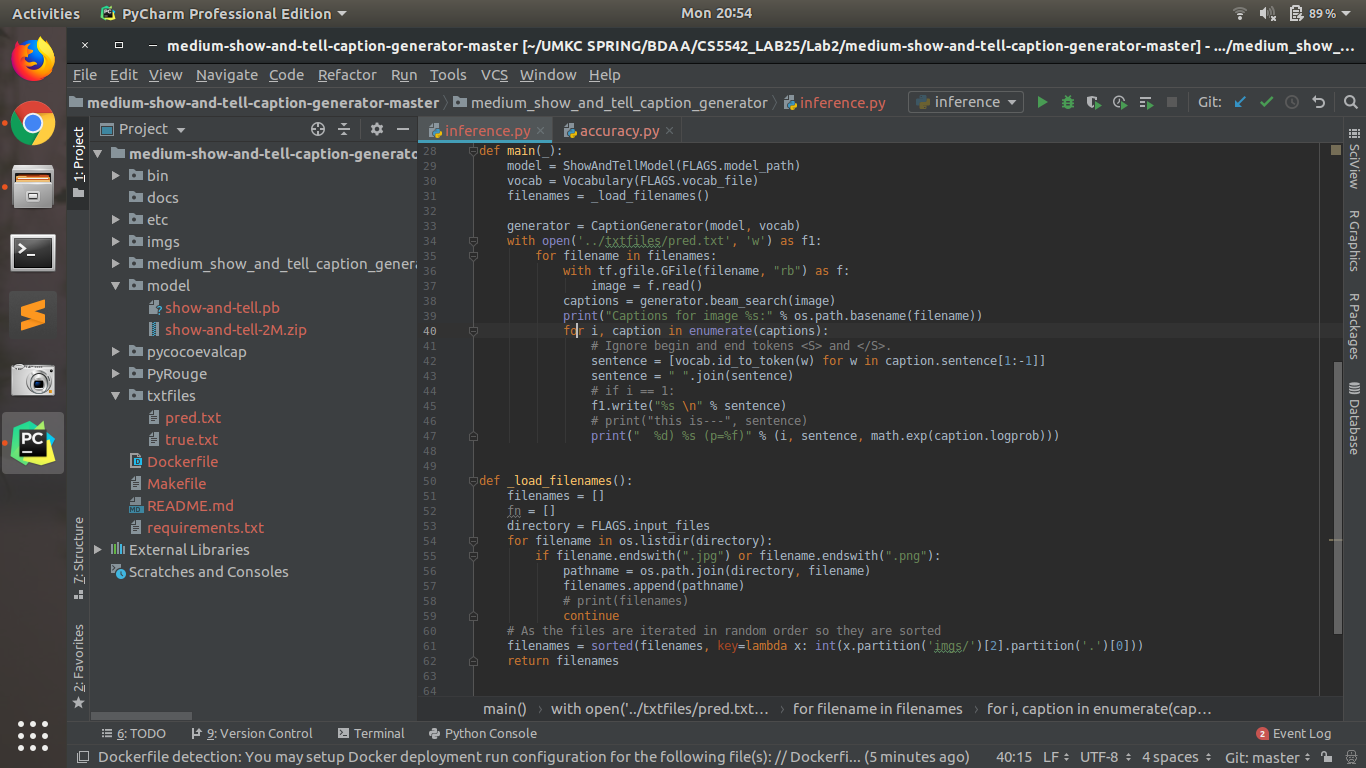 Activities PyCharm Professional Edition Mon 20:54 89%
medium-show-and-tell-caption-generator-master [~/UMKC SPRING/BDAA/CS5542_LAB25/Lab2/medium-show-and-tell-caption-generator-master] - .../medium_show_...
File Edit View Navigate Code Refactor Run Tools VCS Window Help
medium-show-and-tell-caption-generator-master medium_show_and_tell_caption_generator inference.py inference Git:
Project
inference.py accuracy.py
1: Project
7: Structure
2: Favorites
medium-show-and-tell-caption-generato
bin
docs
etc
imgs
medium_show_and_tell_caption_genera
model
show-and-tell.pb
show-and-tell-2M.zip
pycocoevalcap
PyRouge
txtfiles
pred.txt
true.txt
Dockerfile
Makefile
README.md
requirements.txt
External Libraries
Scratches and Consoles
28 def main(_):
29 model = ShowAndTellModel(FLAGS.model_path)
30 vocab = Vocabulary(FLAGS.vocab_file)
31 filenames = _load_filenames()
32
33 generator = CaptionGenerator(model, vocab)
34 with open('../txtfiles/pred.txt', 'w') as f1:
35 for filename in filenames:
36 with tf.gfile.GFile(filename, "rb") as f:
37 image = f.read()
38 captions = generator.beam_search(image)
39 print("Captions for image %s:" % os.path.basename(filename))
40 for i, caption in enumerate(captions):
41 # Ignore begin and end tokens <S> and </S>.
42 sentence = [vocab.id_to_token(w) for w in caption.sentence[1:-1]]
43 sentence = " ".join(sentence)
44 # if i == 1:
45 f1.write("%s \n" % sentence)
46 # print("this is---", sentence)
47 print("  %d) %s (p=%f)" % (i, sentence, math.exp(caption.logprob)))
48
49
50 def _load_filenames():
51 filenames = []
52 fn = []
53 directory = FLAGS.input_files
54 for filename in os.listdir(directory):
55 if filename.endswith(".jpg") or filename.endswith(".png"):
56 pathname = os.path.join(directory, filename)
57 filenames.append(pathname)
58 # print(filenames)
59 continue
60 # As the files are iterated in random order so they are sorted
61 filenames = sorted(filenames, key=lambda x: int(x.partition('imgs/')[2].partition('.')[0]))
62 return filenames
63
64
SciView
R Graphics
R Packages
Database
main() with open('../txtfiles/pred.txt... for filename in filenames for i, caption in enumerate(cap...
6: TODO 9: Version Control Terminal Python Console 2 Event Log
Dockerfile detection: You may setup Docker deployment run configuration for the following file(s): // Dockerfi... (5 minutes ago) 40:15 LF UTF-8 4 spaces Git: master